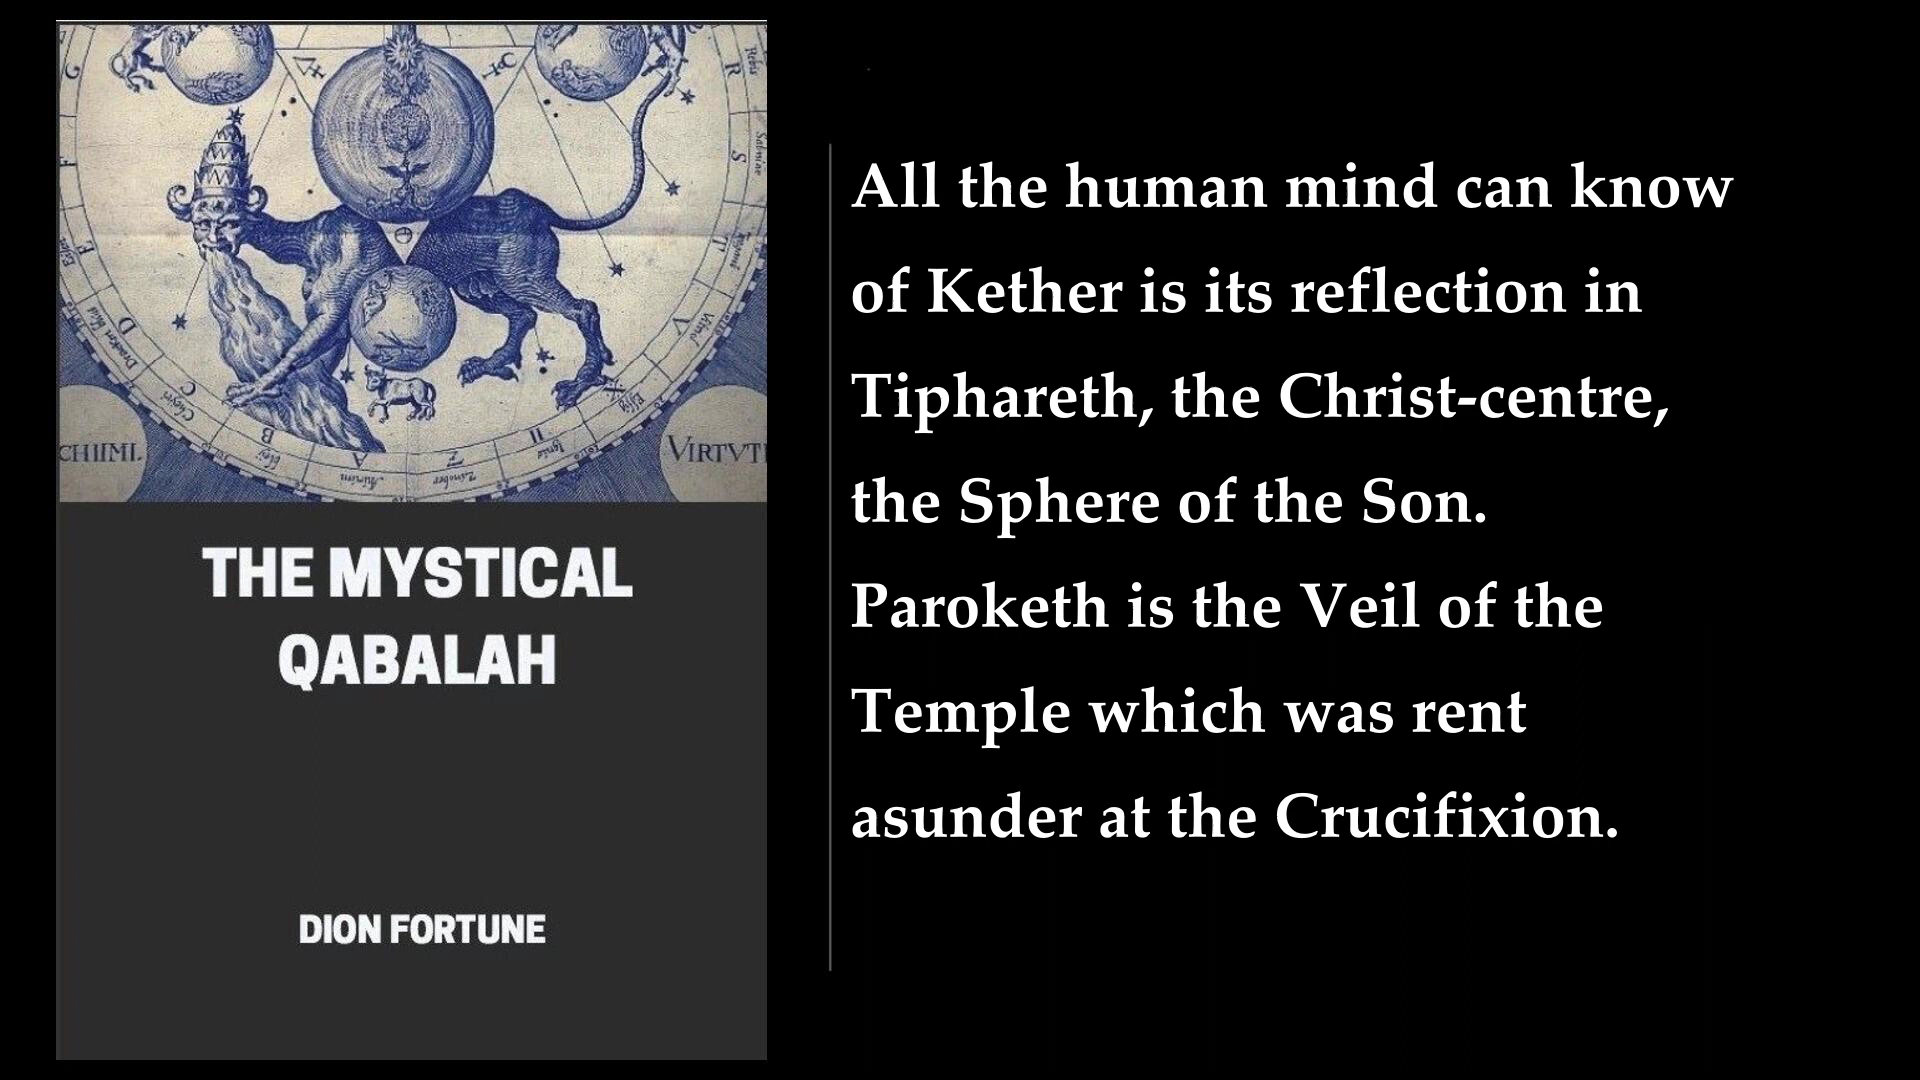 CHIIMI.
VIRTVTI
THE MYSTICAL
QABALAH
DION FORTUNE
All the human mind can know
of Kether is its reflection in
Tiphareth, the Christ-centre,
the Sphere of the Son.
Paroketh is the Veil of the
Temple which was rent
asunder at the Crucifixion.